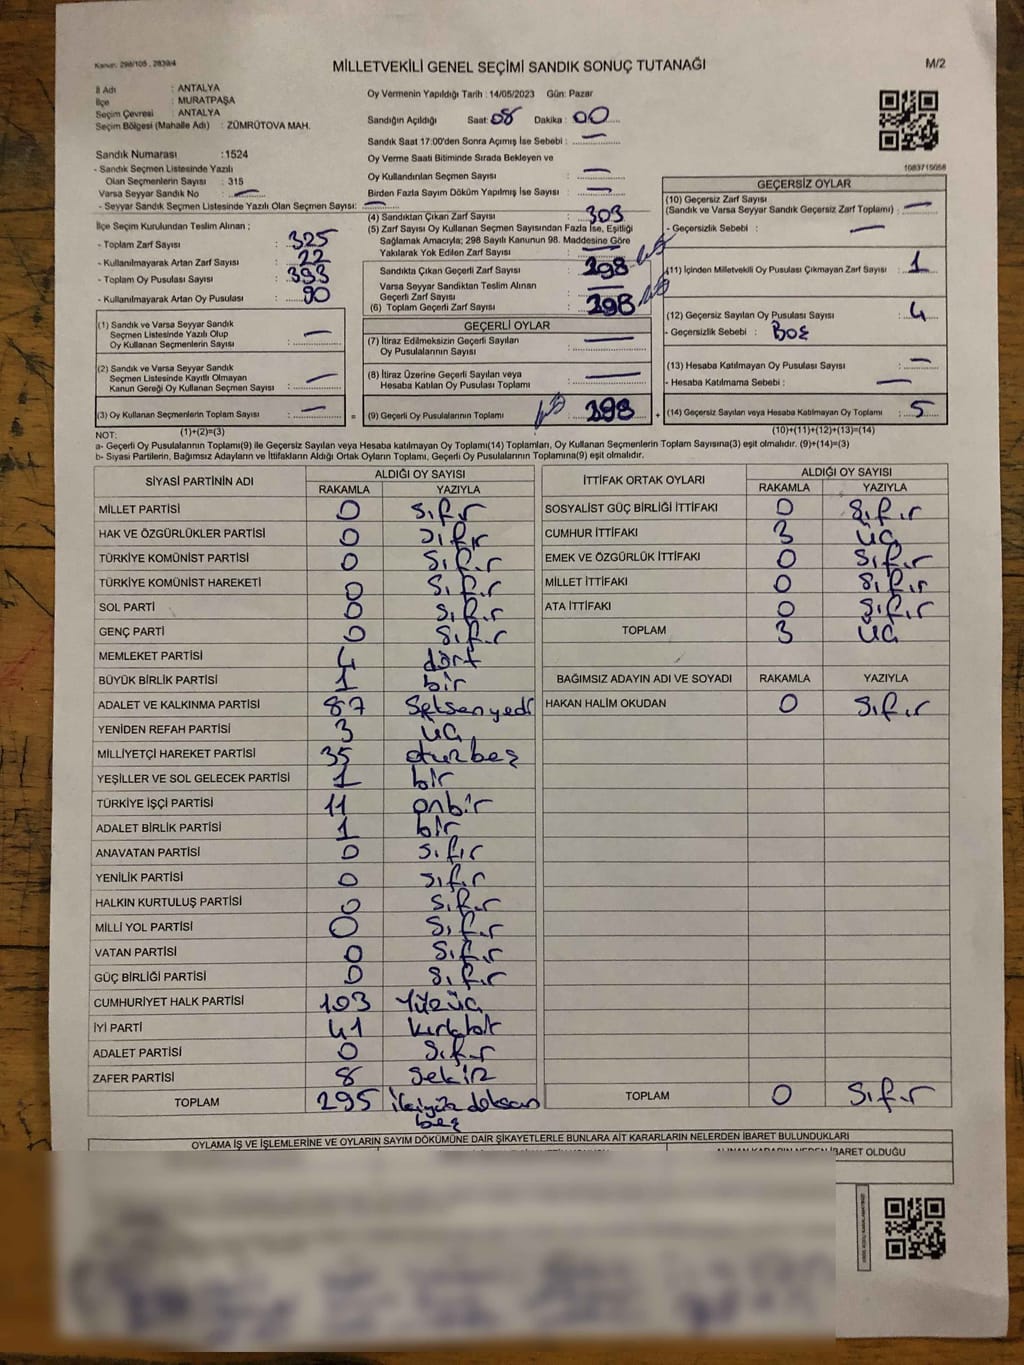 Kanun: 298/105 , 2839/4
MİLLETVEKİLİ GENEL SEÇİMİ SANDIK SONUÇ TUTANAĞI
M/2
İl Adı : ANTALYA
İlçe : MURATPAŞA
Seçim Çevresi : ANTALYA
Seçim Bölgesi (Mahalle Adı) : ZÜMRÜTOVA MAH.
Sandık Numarası :1524
- Sandık Seçmen Listesinde Yazılı
Olan Seçmenlerin Sayısı : 315
Varsa Seyyar Sandık No : —
- Seyyar Sandık Seçmen Listesinde Yazılı Olan Seçmen Sayısı: —
İlçe Seçim Kurulundan Teslim Alınan ;
- Toplam Zarf Sayısı : 325
- Kullanılmayarak Artan Zarf Sayısı : 22
- Toplam Oy Pusulası Sayısı : 393
- Kullanılmayarak Artan Oy Pusulası : 90
Oy Vermenin Yapıldığı Tarih : 14/05/2023 Gün: Pazar
Sandığın Açıldığı Saat: 08 Dakika : 00
Sandık Saat 17:00'den Sonra Açımış İse Sebebi : —
Oy Verme Saati Bitiminde Sırada Bekleyen ve
Oy Kullandırılan Seçmen Sayısı : —
Birden Fazla Sayım Döküm Yapılmış İse Sayısı : —
(4) Sandıktan Çıkan Zarf Sayısı : 303
(5) Zarf Sayısı Oy Kullanan Seçmen Sayısından Fazla İse, Eşitliği
Sağlamak Amacıyla; 298 Sayılı Kanunun 98. Maddesine Göre
Yakılarak Yok Edilen Zarf Sayısı : —
Sandıkta Çıkan Geçerli Zarf Sayısı : 298
Varsa Seyyar Sandıktan Teslim Alınan
Geçerli Zarf Sayısı : —
(6) Toplam Geçerli Zarf Sayısı : 298
1083715058
GEÇERSİZ OYLAR
(10) Geçersiz Zarf Sayısı
(Sandık ve Varsa Seyyar Sandık Geçersiz Zarf Toplamı) : —
- Geçersizlik Sebebi : —
(11) İçinden Milletvekili Oy Pusulası Çıkmayan Zarf Sayısı : 1
(12) Geçersiz Sayılan Oy Pusulası Sayısı : 4
- Geçersizlik Sebebi : BOŞ
(13) Hesaba Katılmayan Oy Pusulası Sayısı : —
- Hesaba Katılmama Sebebi : —
(14) Geçersiz Sayılan veya Hesaba Katılmayan Oy Toplamı : 5
(10)+(11)+(12)+(13)=(14)
(1) Sandık ve Varsa Seyyar Sandık
Seçmen Listesinde Yazılı Olup
Oy Kullanan Seçmenlerin Sayısı : —
(2) Sandık ve Varsa Seyyar Sandık
Seçmen Listesinde Kayıtlı Olmayan
Kanun Gereği Oy Kullanan Seçmen Sayısı : —
(3) Oy Kullanan Seçmenlerin Toplam Sayısı : — =
(1)+(2)=(3)
GEÇERLİ OYLAR
(7) İtiraz Edilmeksizin Geçerli Sayılan
Oy Pusulalarının Sayısı : —
(8) İtiraz Üzerine Geçerli Sayılan veya
Hesaba Katılan Oy Pusulası Toplamı : —
(9) Geçerli Oy Pusulalarının Toplamı : 298 +
NOT:
a- Geçerli Oy Pusulalarının Toplamı(9) ile Geçersiz Sayılan veya Hesaba katılmayan Oy Toplamı(14) Toplamları, Oy Kullanan Seçmenlerin Toplam Sayısına(3) eşit olmalıdır. (9)+(14)=(3)
b- Siyasi Partilerin, Bağımsız Adayların ve İttifakların Aldığı Ortak Oyların Toplamı, Geçerli Oy Pusulalarının Toplamına(9) eşit olmalıdır.
SİYASİ PARTİNİN ADI ALDIĞI OY SAYISI
RAKAMLA YAZIYLA
MİLLET PARTİSİ 0 sıfır
HAK VE ÖZGÜRLÜKLER PARTİSİ 0 sıfır
TÜRKİYE KOMÜNİST PARTİSİ 0 sıfır
TÜRKİYE KOMÜNİST HAREKETİ 0 sıfır
SOL PARTİ 0 sıfır
GENÇ PARTİ 0 sıfır
MEMLEKET PARTİSİ 4 dört
BÜYÜK BİRLİK PARTİSİ 1 bir
ADALET VE KALKINMA PARTİSİ 87 Seksenyedi
YENİDEN REFAH PARTİSİ 3 üç
MİLLİYETÇİ HAREKET PARTİSİ 35 otuzbeş
YEŞİLLER VE SOL GELECEK PARTİSİ 1 bir
TÜRKİYE İŞÇİ PARTİSİ 11 onbir
ADALET BİRLİK PARTİSİ 1 bir
ANAVATAN PARTİSİ 0 sıfır
YENİLİK PARTİSİ 0 sıfır
HALKIN KURTULUŞ PARTİSİ 0 sıfır
MİLLİ YOL PARTİSİ 0 sıfır
VATAN PARTİSİ 0 sıfır
GÜÇ BİRLİĞİ PARTİSİ 0 sıfır
CUMHURİYET HALK PARTİSİ 103 Yüzüç
İYİ PARTİ 41 kırkbir
ADALET PARTİSİ 0 sıfır
ZAFER PARTİSİ 8 sekiz
TOPLAM 295 ikiyüz doksan
beş
İTTİFAK ORTAK OYLARI ALDIĞI OY SAYISI
RAKAMLA YAZIYLA
SOSYALİST GÜÇ BİRLİĞİ İTTİFAKI 0 sıfır
CUMHUR İTTİFAKI 3 üç
EMEK VE ÖZGÜRLÜK İTTİFAKI 0 sıfır
MİLLET İTTİFAKI 0 sıfır
ATA İTTİFAKI 0 sıfır
TOPLAM 3 üç
BAĞIMSIZ ADAYIN ADI VE SOYADI RAKAMLA YAZIYLA
HAKAN HALİM OKUDAN 0 sıfır
TOPLAM 0 sıfır
OYLAMA İŞ VE İŞLEMLERİNE VE OYLARIN SAYIM DÖKÜMÜNE DAİR ŞİKAYETLERLE BUNLARA AİT KARARLARIN NELERDEN İBARET BULUNDUKLARI
ALINAN KARARIN NEDEN İBARET OLDUĞU